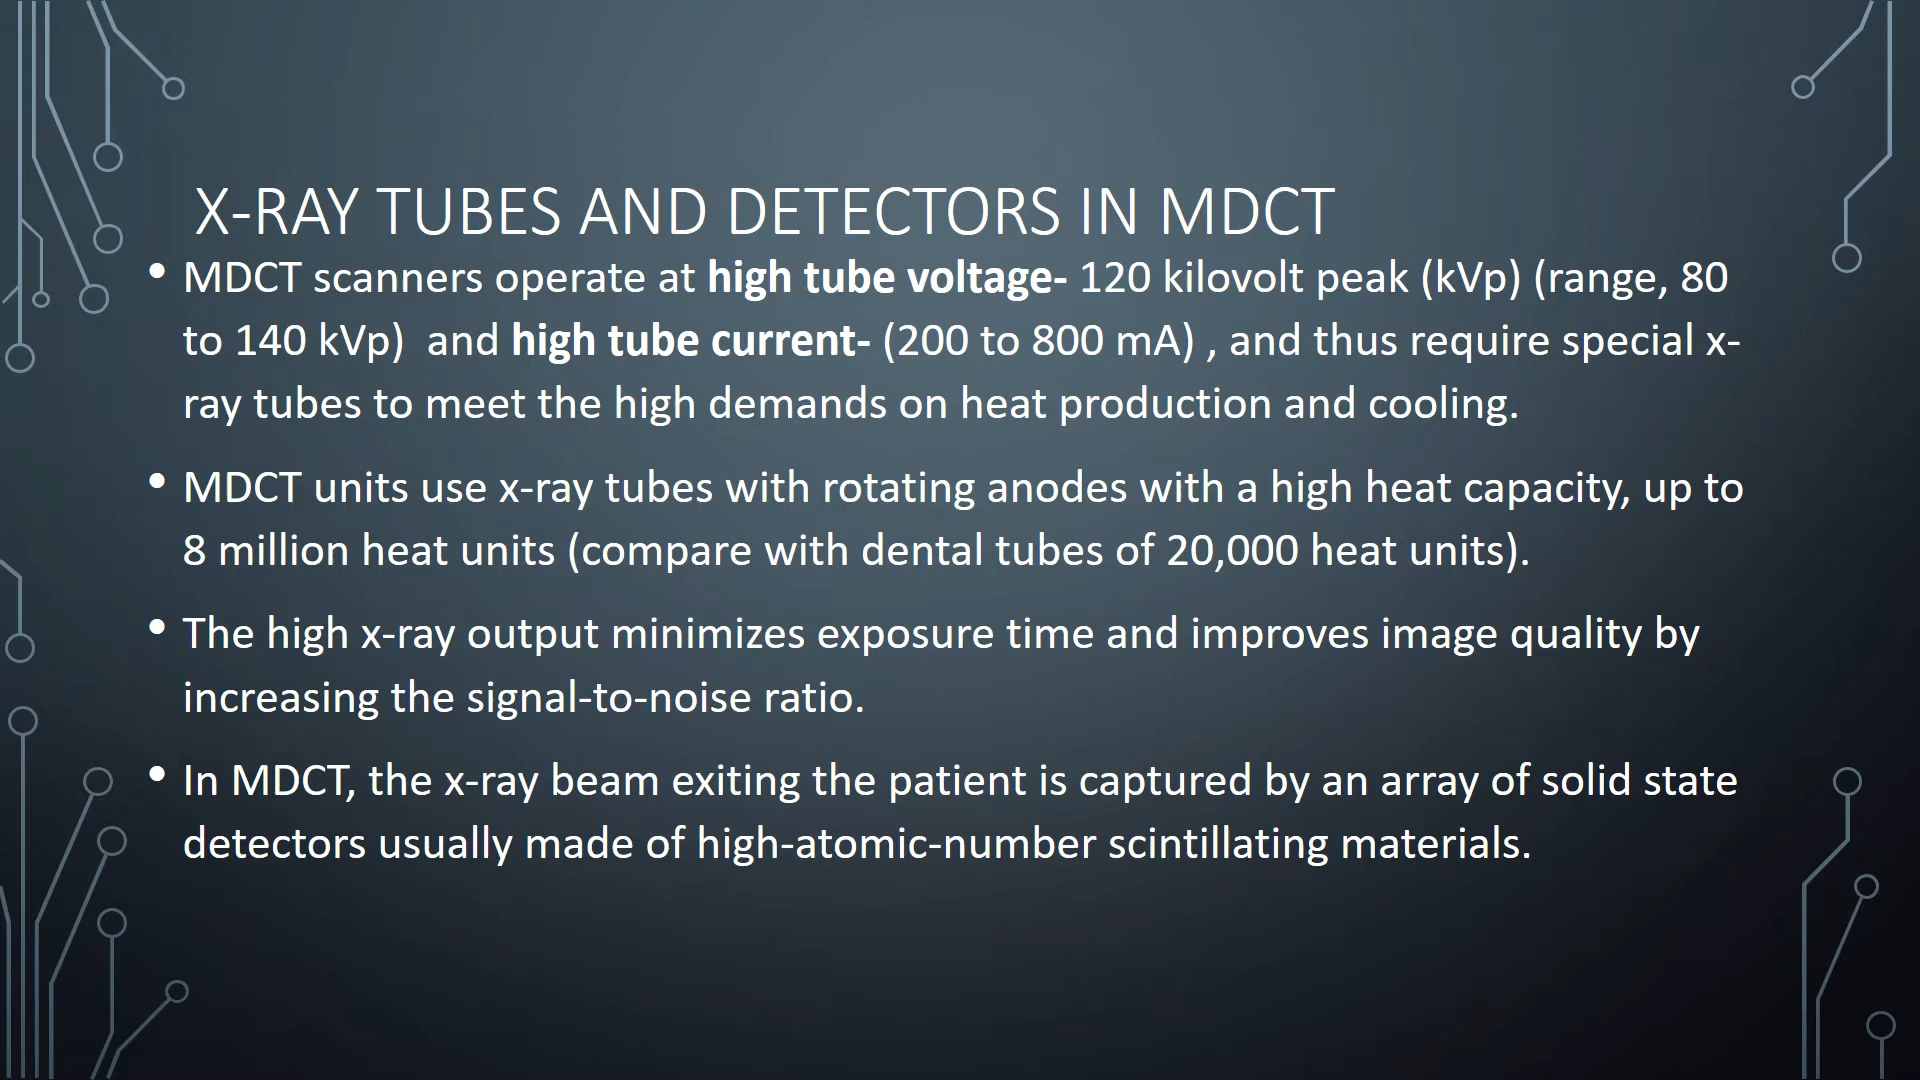 X-RAY TUBES AND DETECTORS IN MDCT
• MDCT scanners operate at high tube voltage- 120 kilovolt peak (kVp) (range, 80
to 140 kVp)  and high tube current- (200 to 800 mA) , and thus require special x-
ray tubes to meet the high demands on heat production and cooling.
• MDCT units use x-ray tubes with rotating anodes with a high heat capacity, up to
8 million heat units (compare with dental tubes of 20,000 heat units).
• The high x-ray output minimizes exposure time and improves image quality by
increasing the signal-to-noise ratio.
• In MDCT, the x-ray beam exiting the patient is captured by an array of solid state
detectors usually made of high-atomic-number scintillating materials.